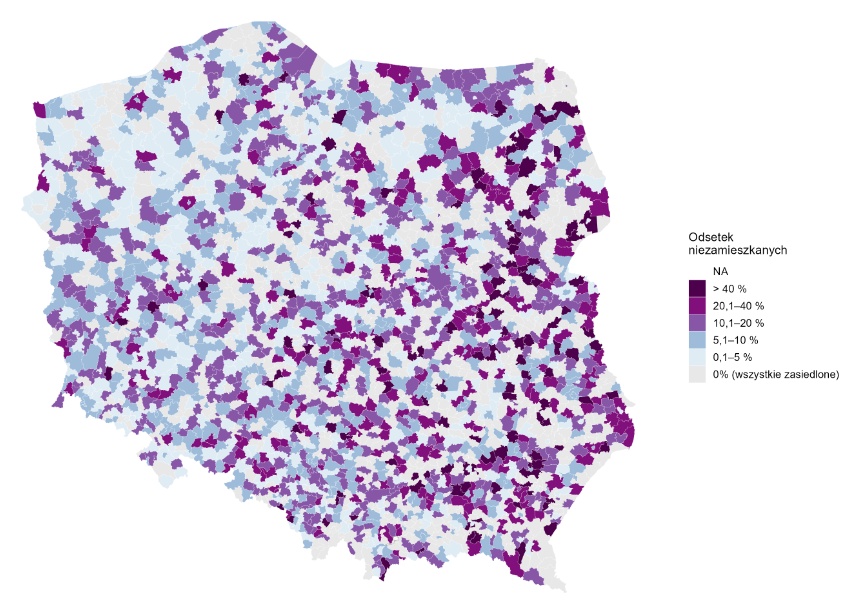 Odsetek
niezamieszkanych
NA
> 40 %
20,1–40 %
10,1–20 %
5,1–10 %
0,1–5 %
0% (wszystkie zasiedlone)